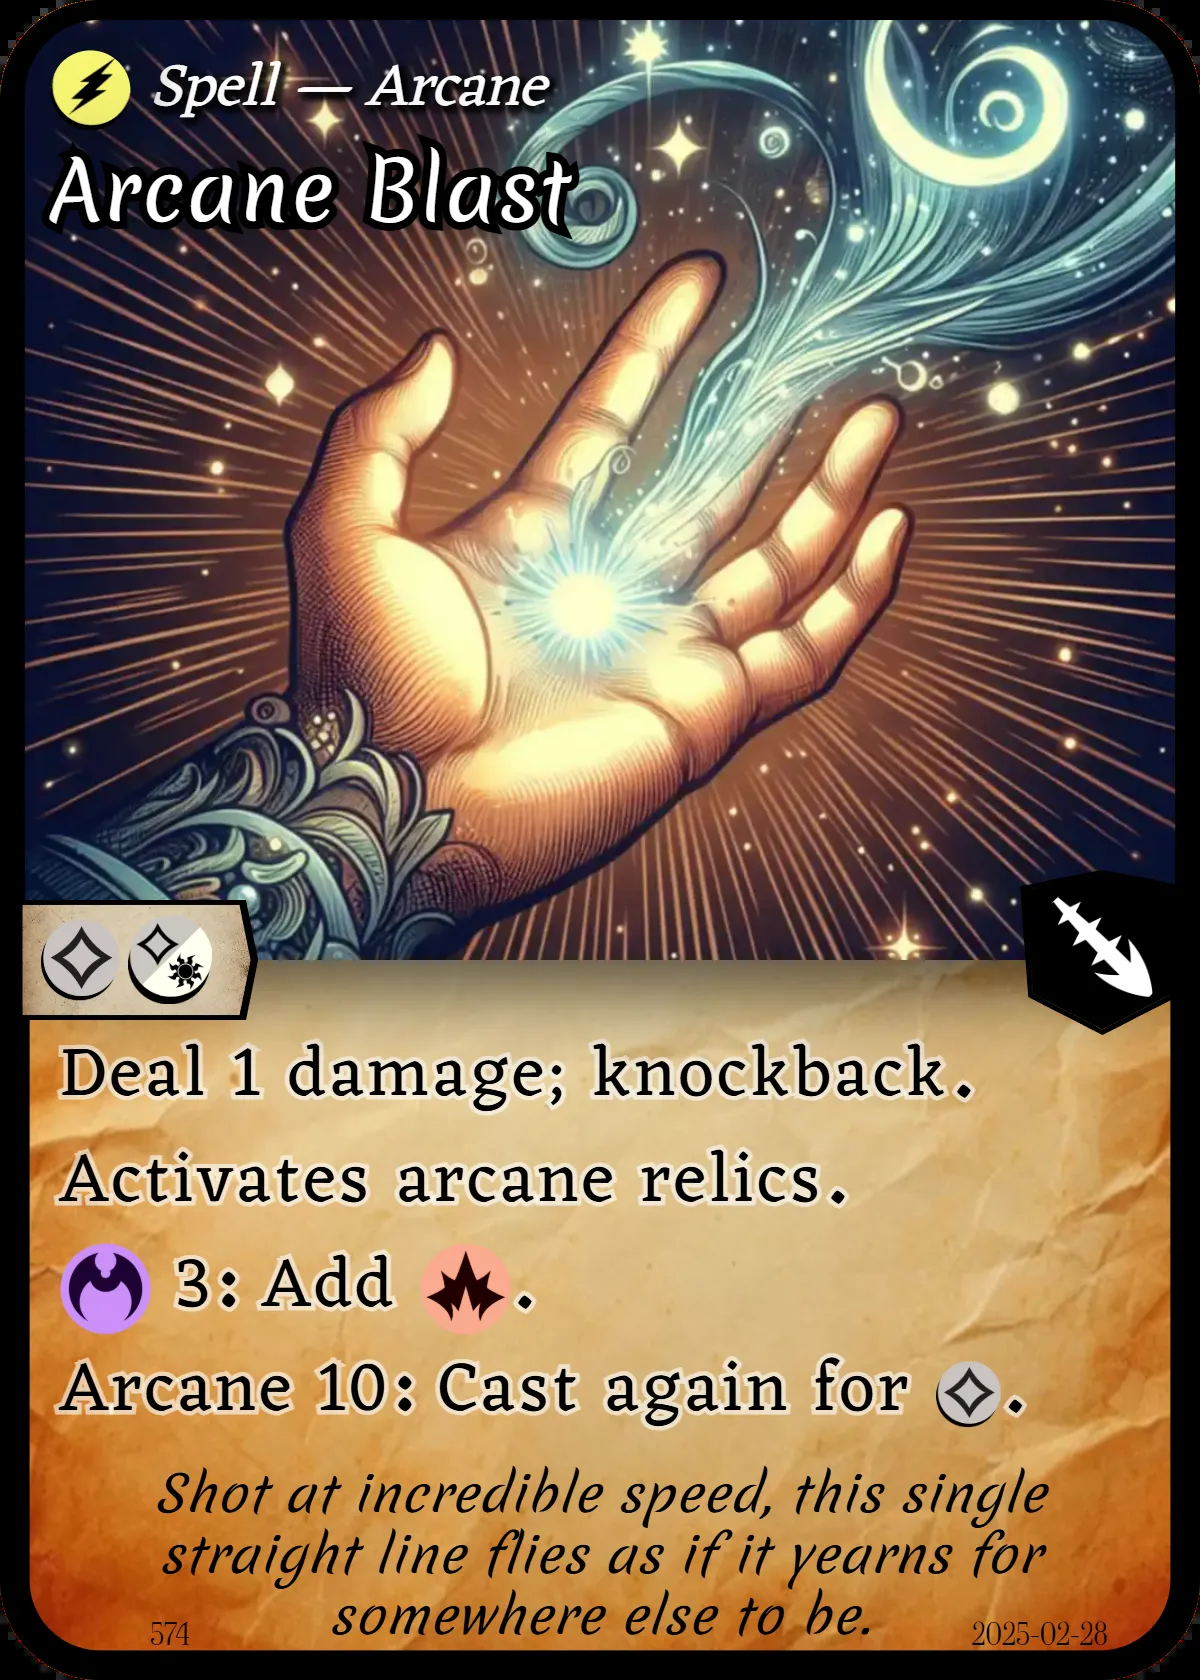 Spell — Arcane
Arcane Blast
Deal 1 damage; knockback.
Activates arcane relics.
3: Add .
Arcane 10: Cast again for .
Shot at incredible speed, this single
straight line flies as if it yearns for
somewhere else to be.
574
2025-02-28